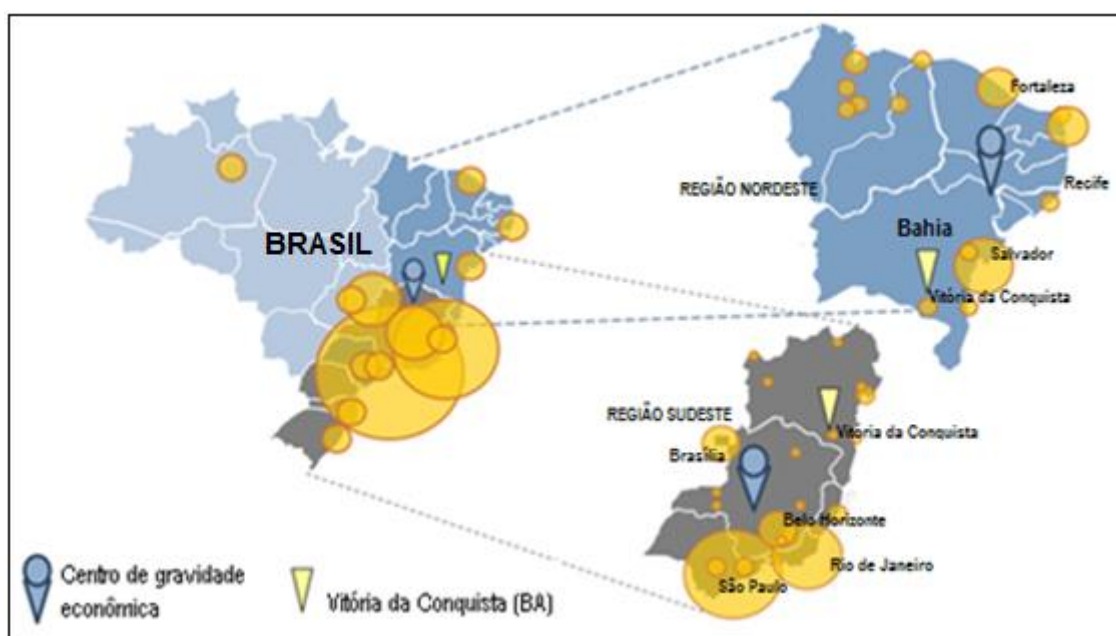 BRASIL
Fortaleza
REGIÃO NORDESTE
Recife
Bahia
Salvador
Vitória da Conquista
REGIÃO SUDESTE
Vitória da Conquista
Brasília
Belo Horizonte
Rio de Janeiro
São Paulo
Centro de gravidade
econômica
Vitória da Conquista (BA)